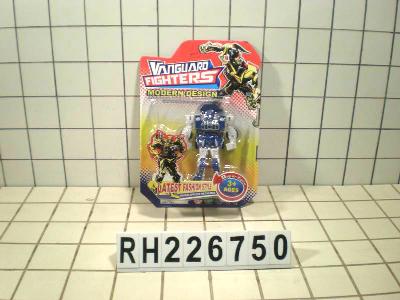 VANGUARD
FIGHTERS
MODERN DESIGN
LATEST FASHION STYLE
3+
AGES
RH226750